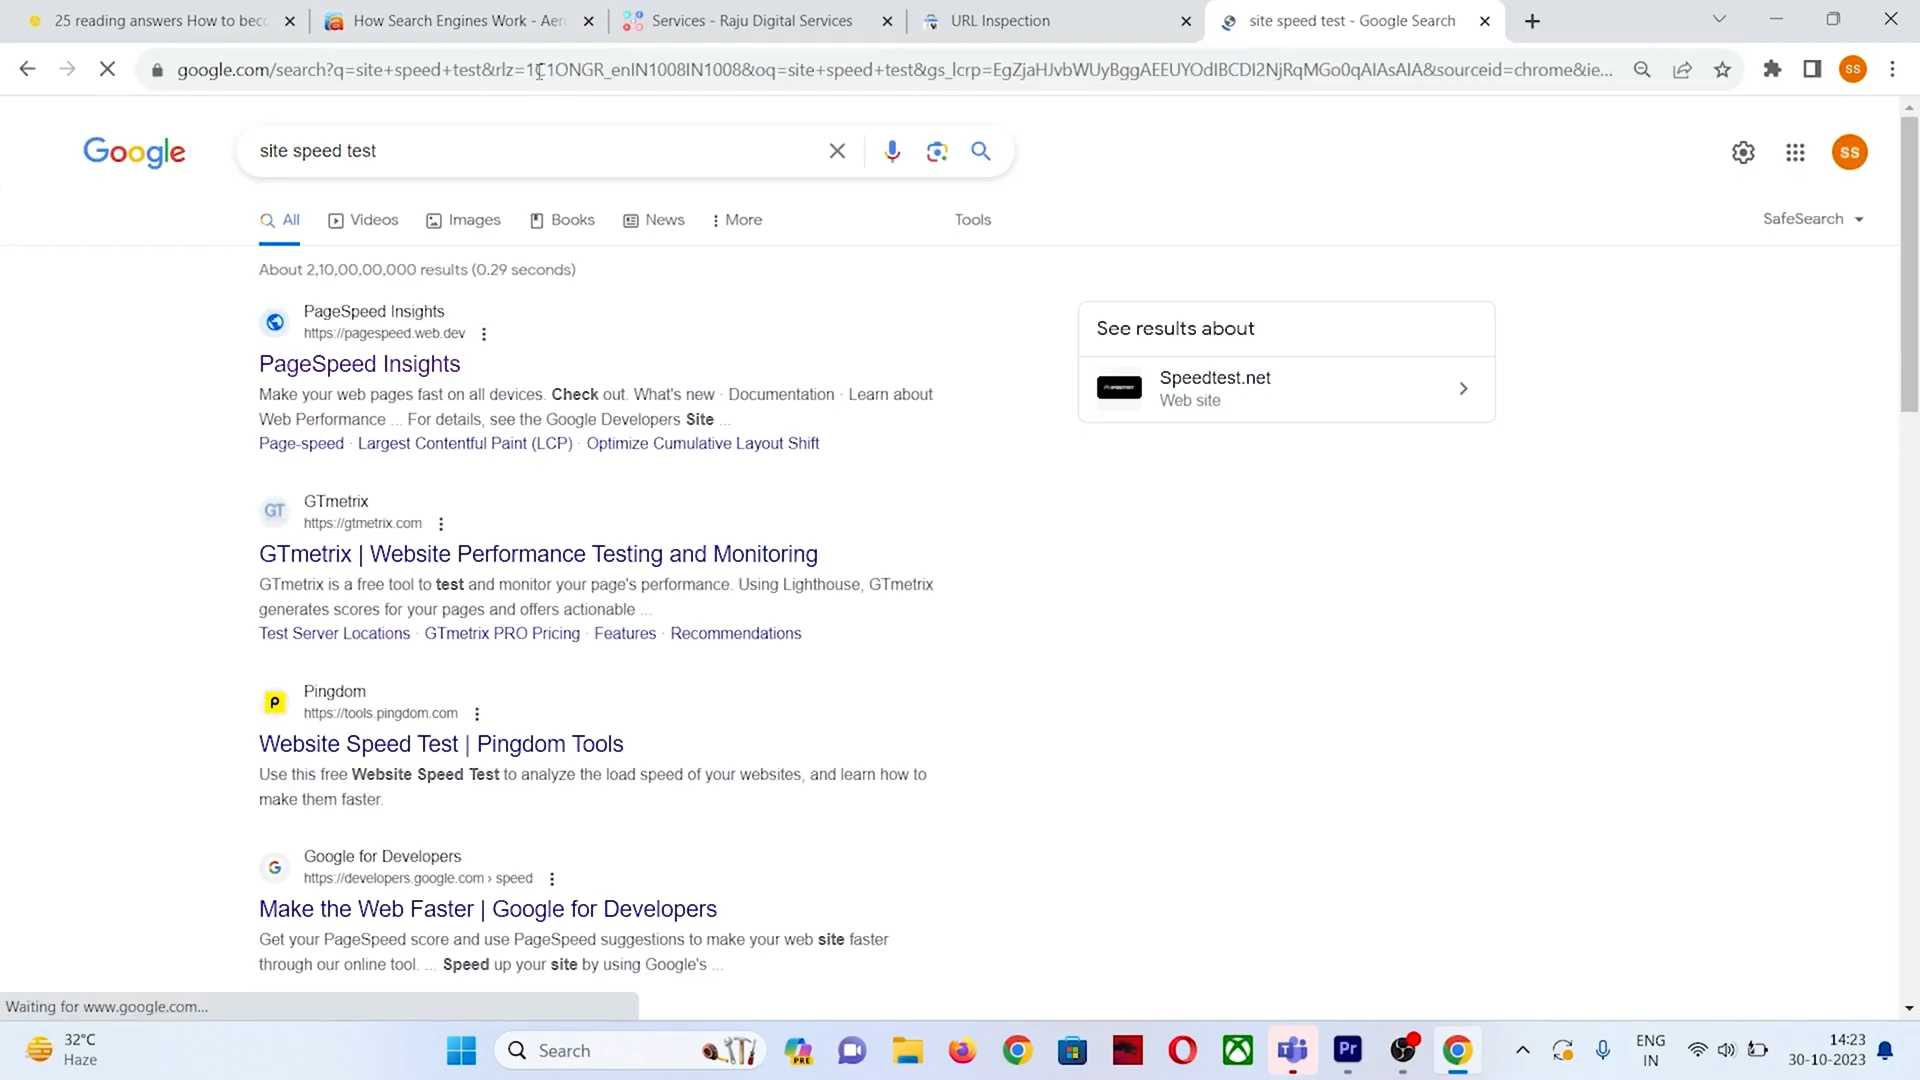 25 reading answers How to bec
How Search Engines Work - Aer
Services - Raju Digital Services
URL Inspection
site speed test - Google Search
google.com/search?q=site+speed+test&rlz=1C1ONGR_enIN1008IN1008&oq=site+speed+test&gs_lcrp=EgZjaHJvbWUyBggAEEUYOdIBCDI2NjRqMGo0qAIAsAIA&sourceid=chrome&ie...
SS
Google
site speed test
SS
All
Videos
Images
Books
News
More
Tools
SafeSearch
About 2,10,00,00,000 results (0.29 seconds)
PageSpeed Insights
https://pagespeed.web.dev
PageSpeed Insights
Make your web pages fast on all devices. Check out. What's new · Documentation · Learn about
Web Performance ... For details, see the Google Developers Site ...
Page-speed · Largest Contentful Paint (LCP) · Optimize Cumulative Layout Shift
See results about
Speedtest.net
Web site
GT
GTmetrix
https://gtmetrix.com
GTmetrix | Website Performance Testing and Monitoring
GTmetrix is a free tool to test and monitor your page's performance. Using Lighthouse, GTmetrix
generates scores for your pages and offers actionable ...
Test Server Locations · GTmetrix PRO Pricing · Features · Recommendations
Pingdom
https://tools.pingdom.com
Website Speed Test | Pingdom Tools
Use this free Website Speed Test to analyze the load speed of your websites, and learn how to
make them faster.
Google for Developers
https://developers.google.com › speed
Make the Web Faster | Google for Developers
Get your PageSpeed score and use PageSpeed suggestions to make your web site faster
through our online tool. ... Speed up your site by using Google's ...
Waiting for www.google.com...
32°C
Haze
Search
PRE
Pr
ENG
IN
14:23
30-10-2023